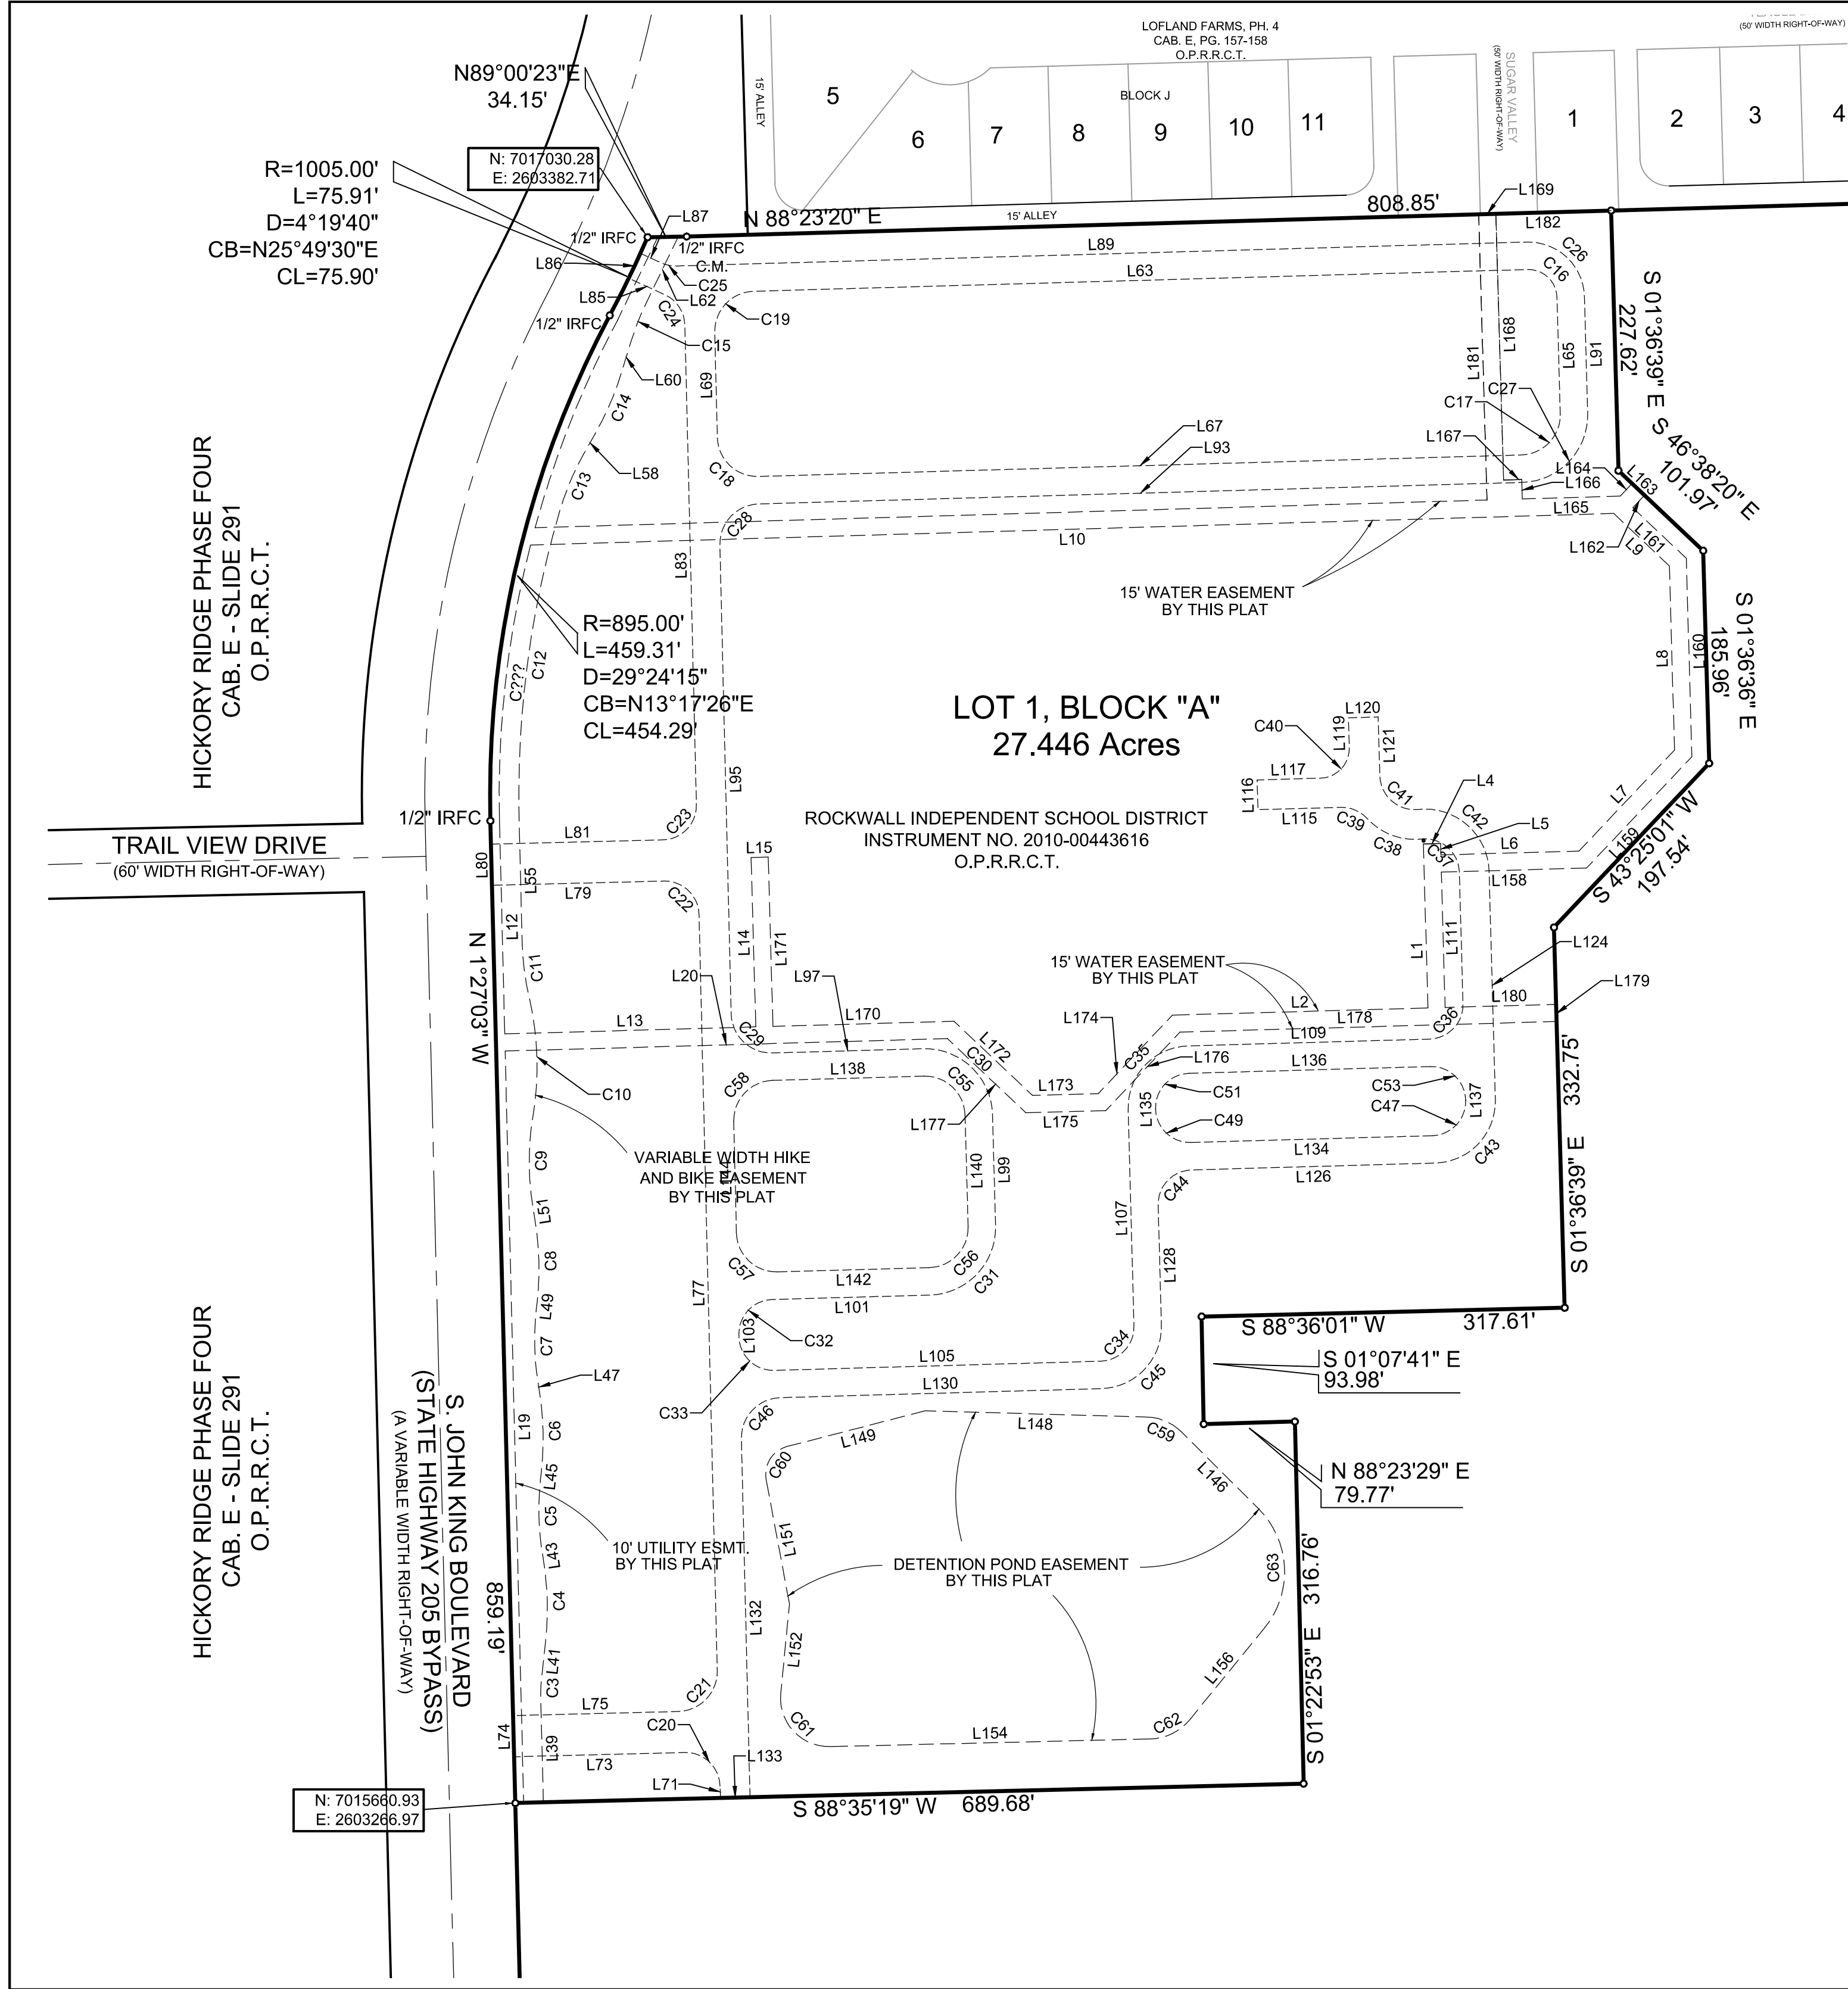 LOFLAND FARMS, PH. 4
CAB. E, PG. 157-158
O.P.R.R.C.T.
(50' WIDTH RIGHT-OF-WAY)
SUGAR VALLEY
(50' WIDTH RIGHT-OF-WAY)
15' ALLEY
BLOCK J
5
6
7
8
9
10
11
1
2
3
4
N89°00'23"E
34.15'
N: 7017030.28
E: 2603382.71
R=1005.00'
L=75.91'
D=4°19'40"
CB=N25°49'30"E
CL=75.90'
L87
N 88°23'20" E
15' ALLEY
808.85'
L169
L182
1/2" IRFC
1/2" IRFC
C.M.
L86
C25
L62
L85
C24
1/2" IRFC
L89
L63
C26
C16
C19
C15
L60
L69
C14
L58
C13
C18
C28
L83
L67
L93
L181
L168
L65
L91
C27
C17
L167
L164
L163
L166
L165
L162
L161
L9
L10
S 01°36'39" E
227.62'
S 46°38'20" E
101.97'
15' WATER EASEMENT
BY THIS PLAT
HICKORY RIDGE PHASE FOUR
CAB. E - SLIDE 291
O.P.R.R.C.T.
R=895.00'
L=459.31'
D=29°24'15"
CB=N13°17'26"E
CL=454.29'
C???
C12
LOT 1, BLOCK "A"
27.446 Acres
ROCKWALL INDEPENDENT SCHOOL DISTRICT
INSTRUMENT NO. 2010-00443616
O.P.R.R.C.T.
L8
L160
S 01°36'36" E
185.96'
C40
L119
L120
L121
L117
L116
L115
C39
C38
C41
C42
C37
L4
L5
L6
L7
L158
L159
S 43°25'01" W
197.54'
1/2" IRFC
TRAIL VIEW DRIVE
(60' WIDTH RIGHT-OF-WAY)
L81
C23
L80
L55
L79
C22
L12
C11
L95
L15
L14
L171
L20
L97
L13
L170
C29
N 1°27'03" W
15' WATER EASEMENT
BY THIS PLAT
L1
L111
L124
L179
L2
L180
L178
L109
C36
L174
L172
C30
C35
L176
L173
L175
L177
L136
C51
C53
L135
L137
C49
C47
L134
L126
C43
C44
C10
L138
C58
C55
VARIABLE WIDTH HIKE
AND BIKE EASEMENT
BY THIS PLAT
L144
L140
L99
C9
L51
C8
L49
C7
L47
C57
C56
C31
L142
L101
L107
L128
S 01°36'39" E 332.75'
L77
L103
C32
C33
L105
C34
C45
L130
C46
S 88°36'01" W 317.61'
S 01°07'41" E
93.98'
N 88°23'29" E
79.77'
L19
C6
L45
C5
L43
C4
L41
C3
L39
L149
L148
C59
C60
L146
L151
C63
L152
L156
C61
L154
C62
10' UTILITY ESMT.
BY THIS PLAT
DETENTION POND EASEMENT
BY THIS PLAT
L132
HICKORY RIDGE PHASE FOUR
CAB. E - SLIDE 291
O.P.R.R.C.T.
S. JOHN KING BOULEVARD
(STATE HIGHWAY 205 BYPASS)
(A VARIABLE WIDTH RIGHT-OF-WAY)
859.19'
S 01°22'53" E 316.76'
L75
C21
L74
C20
L73
L71
L133
N: 7015660.93
E: 2603266.97
S 88°35'19" W 689.68'